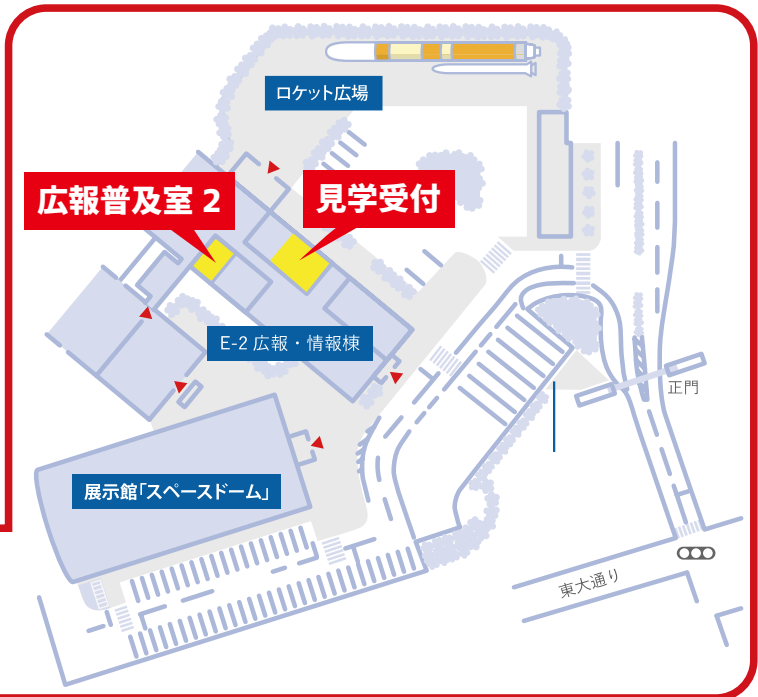 ロケット広場
広報普及室 2
見学受付
E-2 広報・情報棟
正門
展示館「スペースドーム」
東大通り